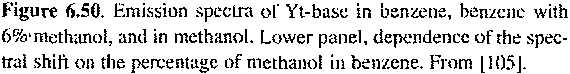 Figure 6.50. Emission spectra of Yt-base in benzene, benzene with
6% methanol, and in methanol. Lower panel, dependence of the spec-
tral shift on the percentage of methanol in benzene. From [105].